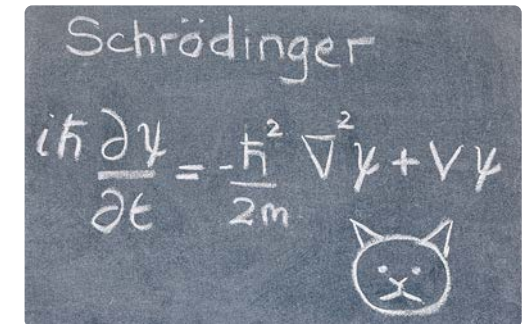 Schrödinger
iħ ∂ψ/∂t = -ħ²/2m ∇²ψ + Vψ